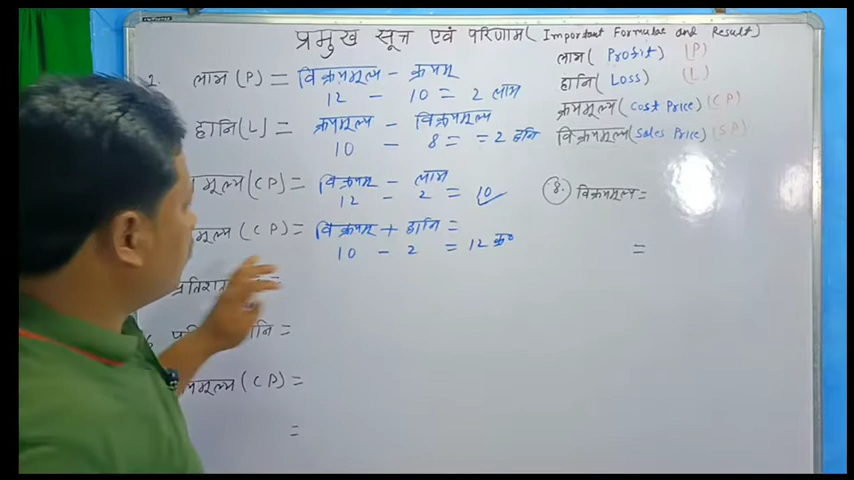 प्रमुख सूत्र एवं परिणाम( Important Formulae and Result)
1. लाभ (P) = विक्रयमूल्य - क्रयमू
12 - 10 = 2 लाभ
हानि(L) = क्रयमूल्य - विक्रयमूल्य
10 - 8 = = 2 हानि
मूल्य(CP) = विक्रयमू - लाभ
12 - 2 = 10
मूल्य (CP) = विक्रयमू + हानि =
10 - 2 = 12 रू०
=
हानि =
मूल्य (CP) =
=
लाभ( Profit) (P)
हानि( Loss) (L)
क्रयमूल्य( Cost Price) (CP)
विक्रयमूल्य( Sales Price) (SP)
8. विक्रयमूल्य =
=